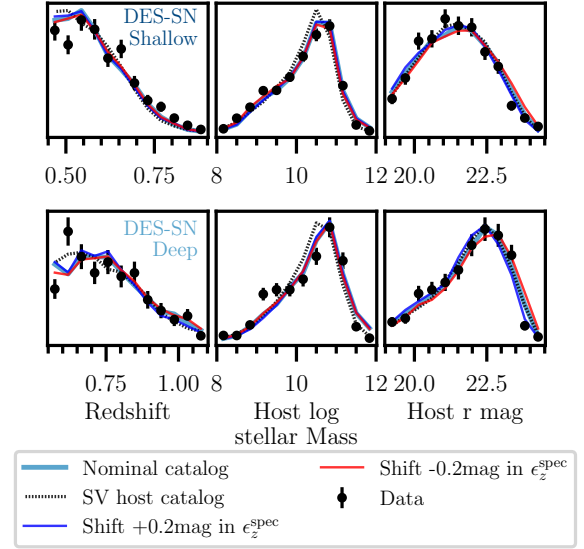 DES-SN
Shallow
0.50 0.75
8 10 12
20.0 22.5
DES-SN
Deep
0.75 1.00
8 10 12
20.0 22.5
Redshift
Host log
stellar Mass
Host r mag
Nominal catalog
SV host catalog
Shift +0.2mag in ϵ_z^spec
Shift -0.2mag in ϵ_z^spec
Data